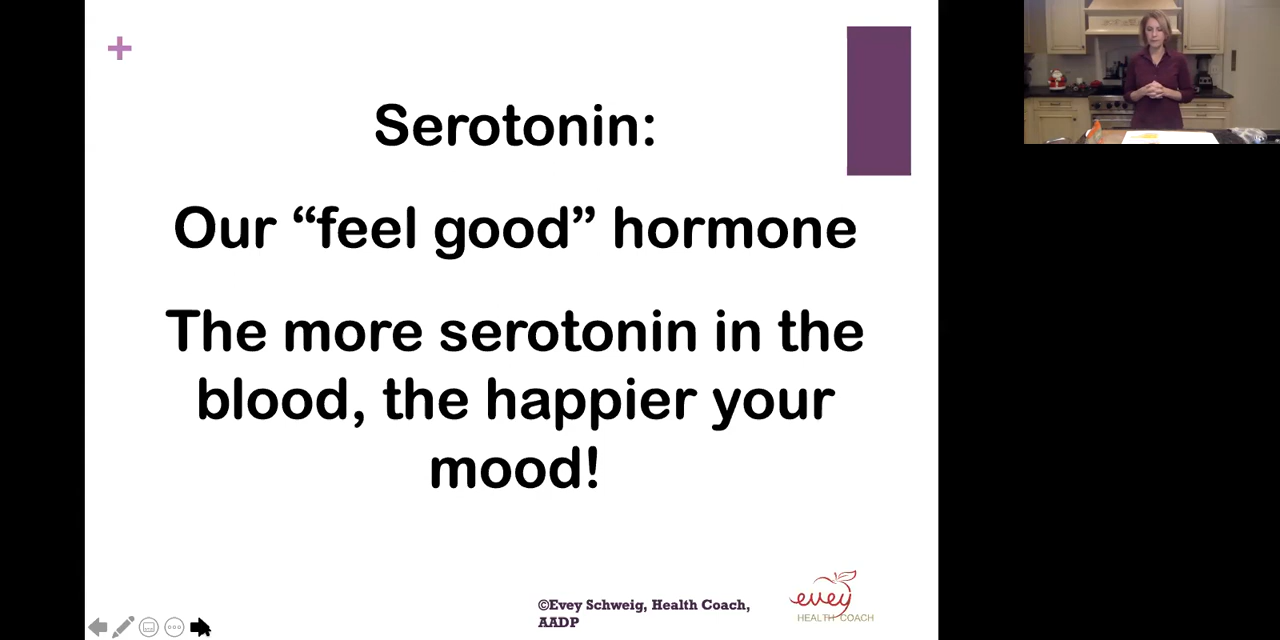 Serotonin:
Our “feel good” hormone
The more serotonin in the
blood, the happier your
mood!
©Evey Schweig, Health Coach,
AADP
evey
HEALTH COACH